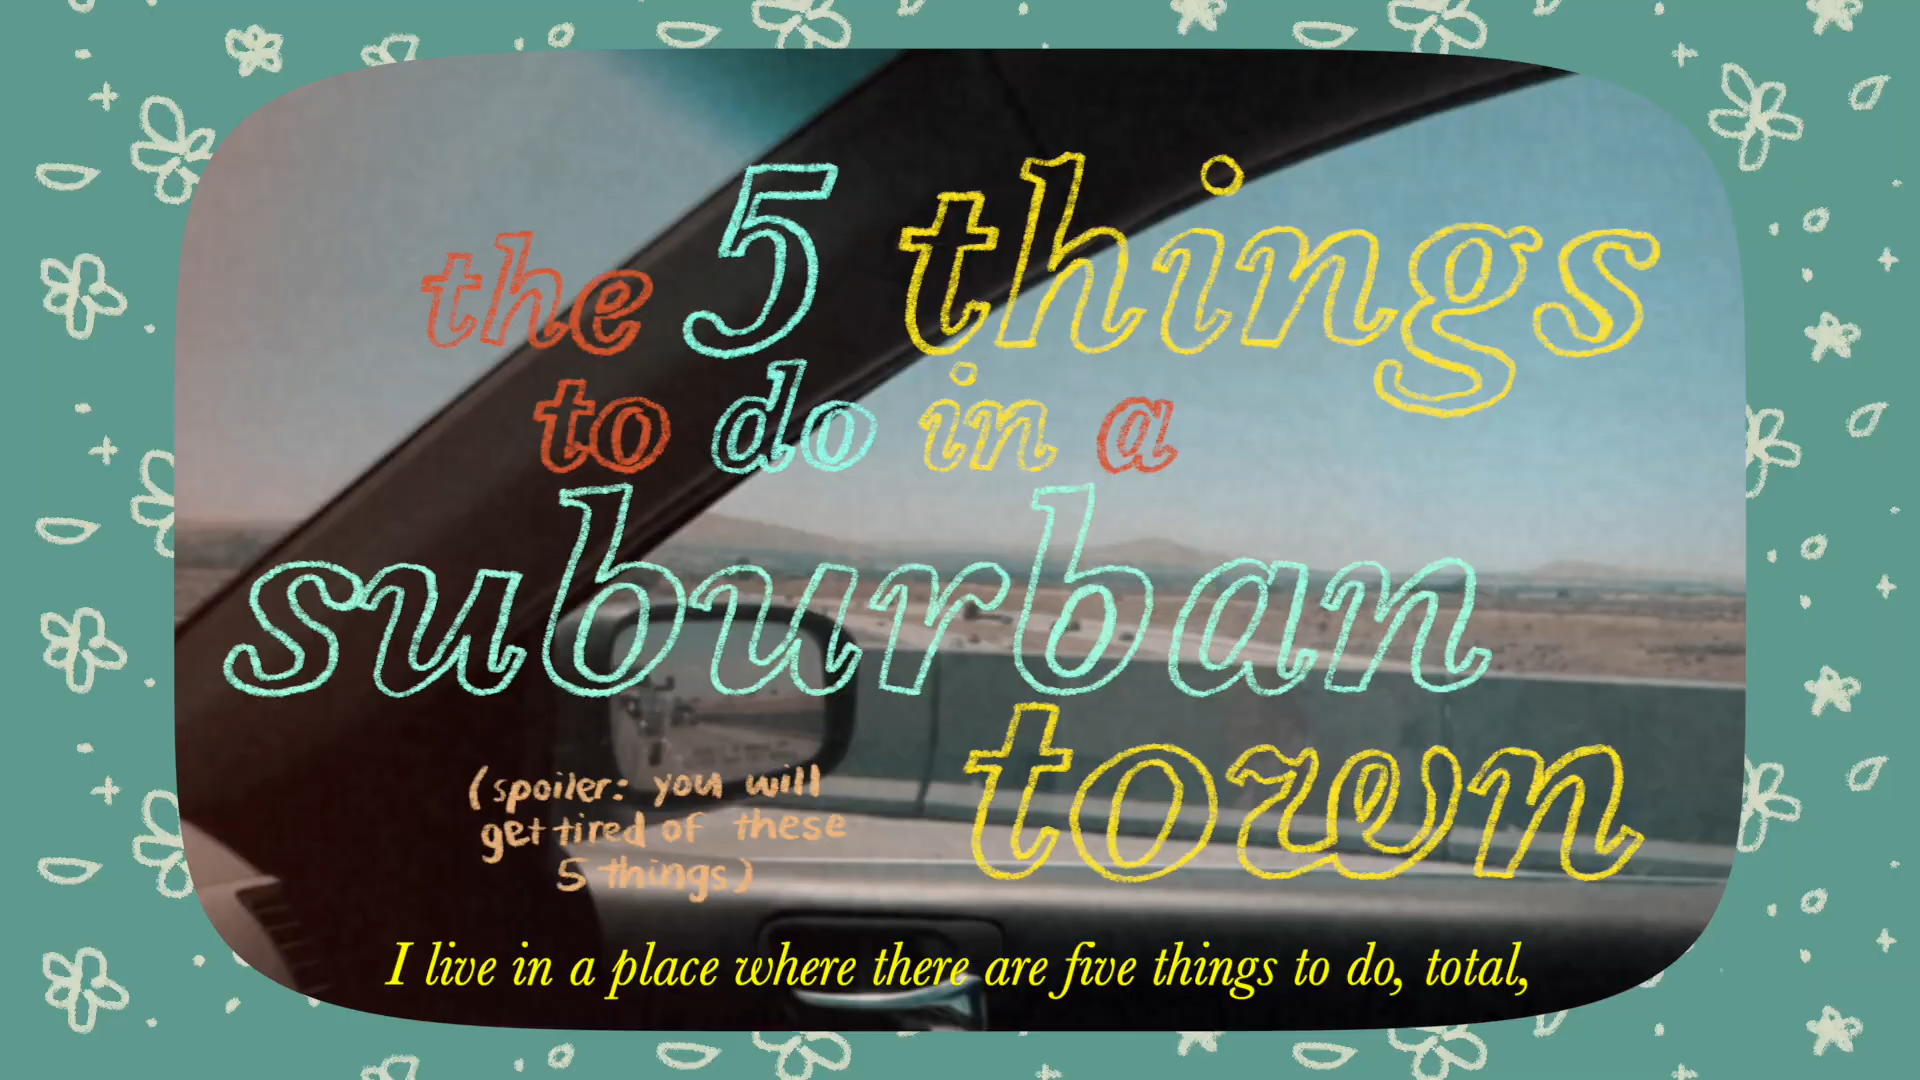 the 5 things
to do in a
suburban
town
(spoiler: you will
get tired of these
5 things)
I live in a place where there are five things to do, total,